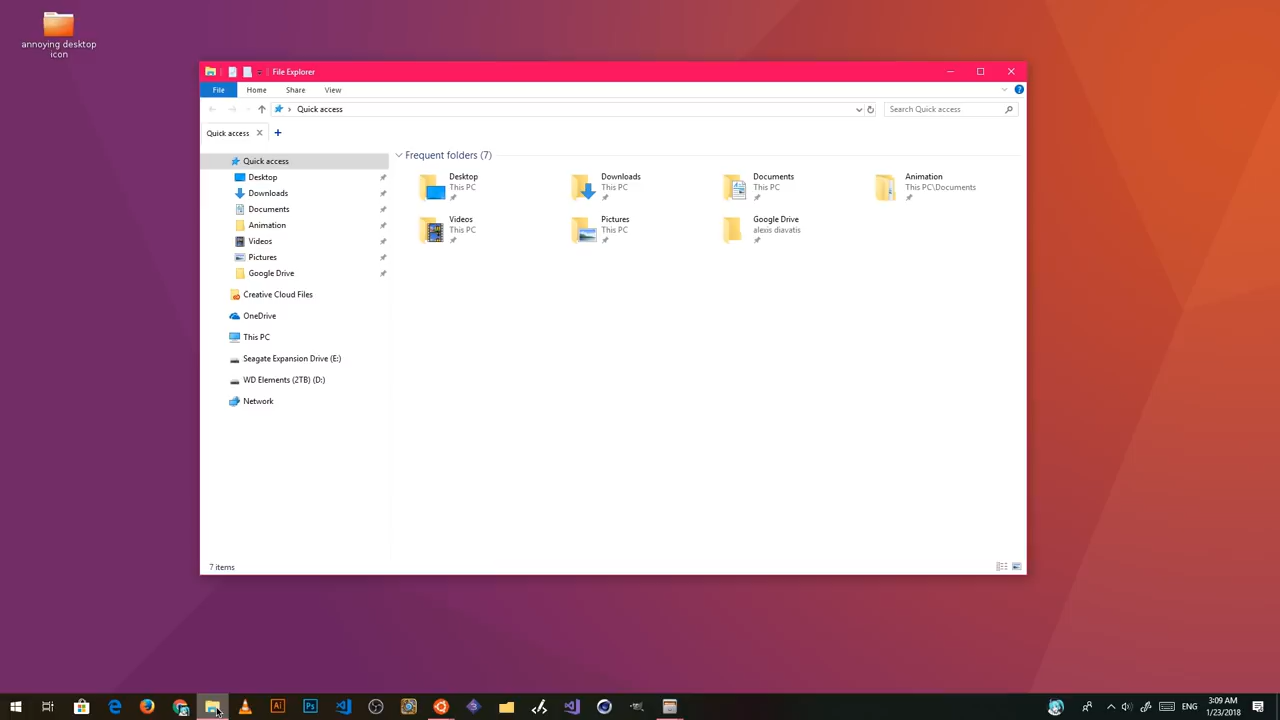 annoying desktop
icon
File Explorer
File Home Share View
Quick access
Search Quick access
Quick access
Quick access
Desktop
Downloads
Documents
Animation
Videos
Pictures
Google Drive
Creative Cloud Files
OneDrive
This PC
Seagate Expansion Drive (E:)
WD Elements (2TB) (D:)
Network
Frequent folders (7)
Desktop
This PC
Downloads
This PC
Documents
This PC
Animation
This PC\Documents
Videos
This PC
Pictures
This PC
Google Drive
alexis diavatis
7 items
Ai
Ps
ENG
3:09 AM
1/23/2018